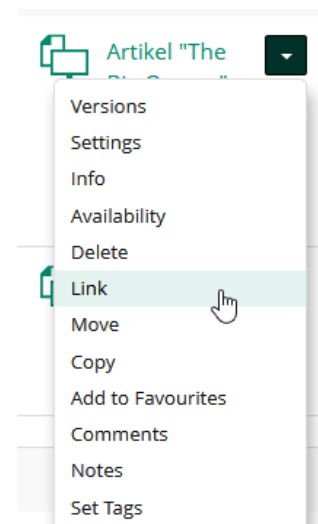 Artikel "The
Versions
Settings
Info
Availability
Delete
Link
Move
Copy
Add to Favourites
Comments
Notes
Set Tags